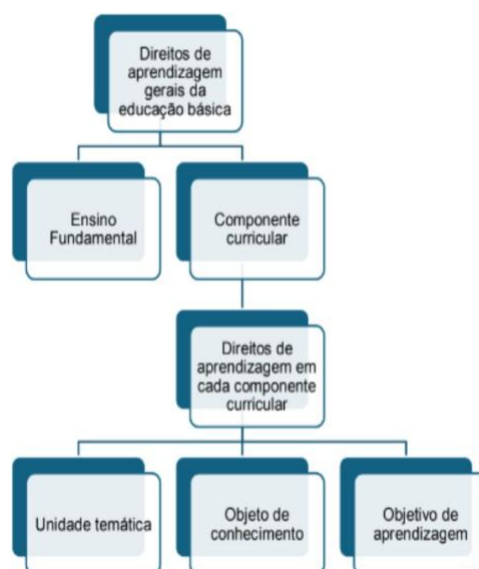 Direitos de
aprendizagem
gerais da
educação básica
Ensino
Fundamental
Componente
curricular
Direitos de
aprendizagem em
cada componente
curricular
Unidade temática
Objeto de
conhecimento
Objetivo de
aprendizagem